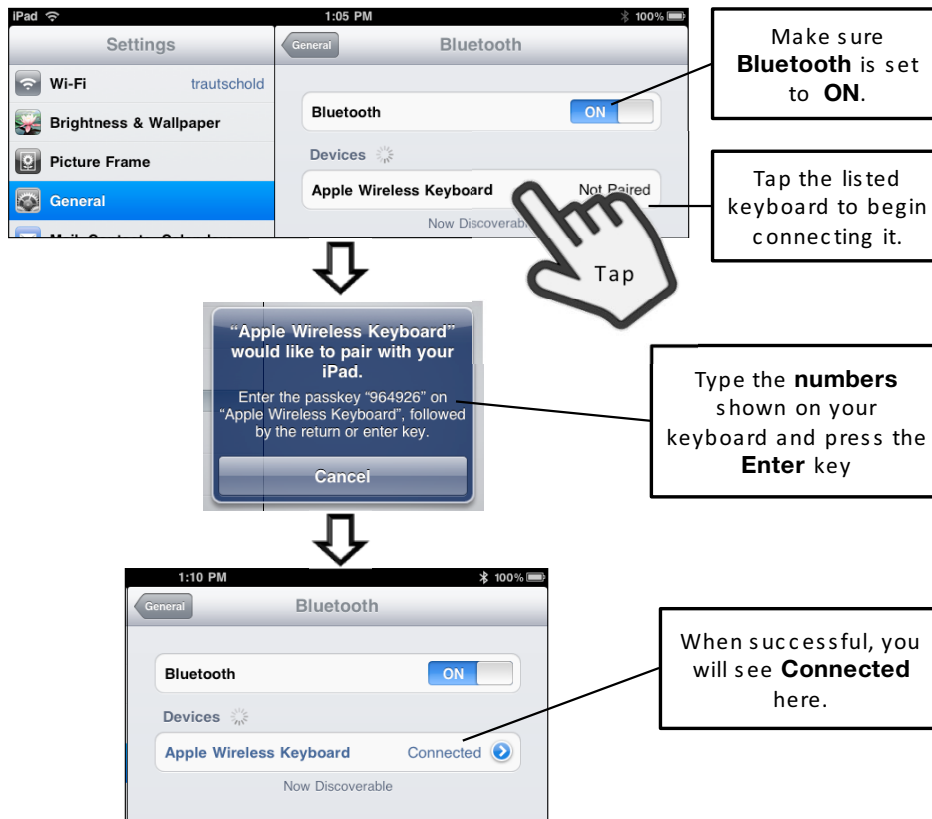 iPad 1:05 PM 100%
Settings General Bluetooth
Wi-Fi trautschold
Brightness & Wallpaper
Picture Frame
General
Bluetooth ON
Devices
Apple Wireless Keyboard Not Paired
Now Discoverabl
Tap
Make sure
Bluetooth is set
to ON.
Tap the listed
keyboard to begin
connecting it.
“Apple Wireless Keyboard”
would like to pair with your
iPad.
Enter the passkey “964926” on
“Apple Wireless Keyboard”, followed
by the return or enter key.
Cancel
Type the numbers
shown on your
keyboard and press the
Enter key
1:10 PM 100%
General Bluetooth
Bluetooth ON
Devices
Apple Wireless Keyboard Connected
Now Discoverable
When successful, you
will see Connected
here.